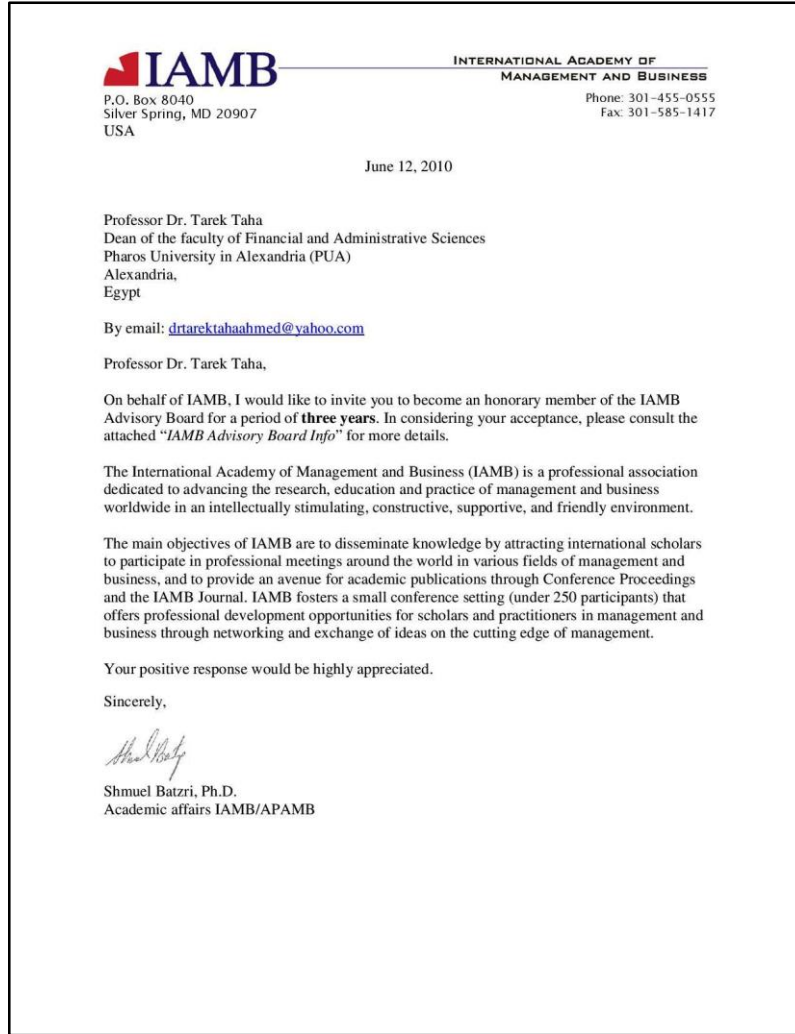 IAMB
INTERNATIONAL ACADEMY OF
MANAGEMENT AND BUSINESS
P.O. Box 8040
Silver Spring, MD 20907
USA
Phone: 301-455-0555
Fax: 301-585-1417
June 12, 2010
Professor Dr. Tarek Taha
Dean of the faculty of Financial and Administrative Sciences
Pharos University in Alexandria (PUA)
Alexandria,
Egypt
By email: drtarektahaahmed@yahoo.com
Professor Dr. Tarek Taha,
On behalf of IAMB, I would like to invite you to become an honorary member of the IAMB
Advisory Board for a period of three years. In considering your acceptance, please consult the
attached “IAMB Advisory Board Info” for more details.
The International Academy of Management and Business (IAMB) is a professional association
dedicated to advancing the research, education and practice of management and business
worldwide in an intellectually stimulating, constructive, supportive, and friendly environment.
The main objectives of IAMB are to disseminate knowledge by attracting international scholars
to participate in professional meetings around the world in various fields of management and
business, and to provide an avenue for academic publications through Conference Proceedings
and the IAMB Journal. IAMB fosters a small conference setting (under 250 participants) that
offers professional development opportunities for scholars and practitioners in management and
business through networking and exchange of ideas on the cutting edge of management.
Your positive response would be highly appreciated.
Sincerely,
Shmuel Batzri, Ph.D.
Academic affairs IAMB/APAMB